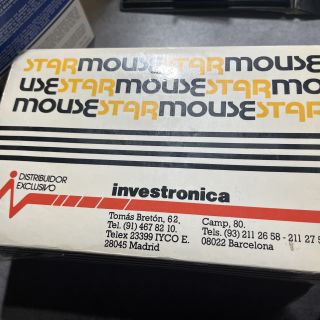 STARMOUSESTARMOUSE
USESTARMOUSESTARMO
MOUSESTARMOUSESTAR
DISTRIBUIDOR
EXCLUSIVO
investronica
Tomás Bretón, 62,
Tel. (91) 467 82 10.
Telex 23399 IYCO E.
28045 Madrid
Camp, 80.
Tels. (93) 211 26 58 - 211 27 5
08022 Barcelona